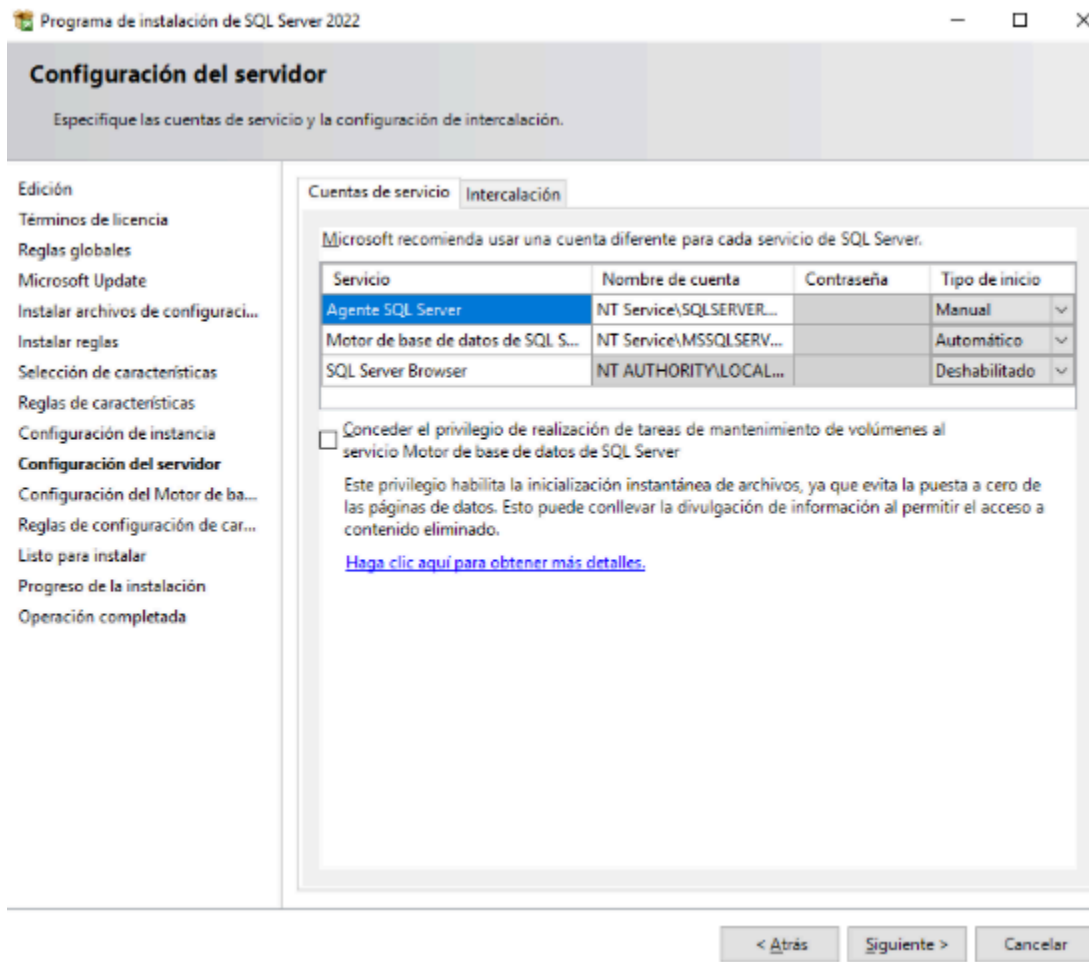 Programa de instalación de SQL Server 2022
Configuración del servidor
Especifique las cuentas de servicio y la configuración de intercalación.
Edición
Términos de licencia
Reglas globales
Microsoft Update
Instalar archivos de configuraci...
Instalar reglas
Selección de características
Reglas de características
Configuración de instancia
Configuración del servidor
Configuración del Motor de ba...
Reglas de configuración de car...
Listo para instalar
Progreso de la instalación
Operación completada
Cuentas de servicio Intercalación
Microsoft recomienda usar una cuenta diferente para cada servicio de SQL Server.
Servicio Nombre de cuenta Contraseña Tipo de inicio
Agente SQL Server NT Service\SQLSERVER... Manual
Motor de base de datos de SQL S... NT Service\MSSQLSERV... Automático
SQL Server Browser NT AUTHORITY\LOCAL... Deshabilitado
Conceder el privilegio de realización de tareas de mantenimiento de volúmenes al
servicio Motor de base de datos de SQL Server
Este privilegio habilita la inicialización instantánea de archivos, ya que evita la puesta a cero de
las páginas de datos. Esto puede conllevar la divulgación de información al permitir el acceso a
contenido eliminado.
Haga clic aquí para obtener más detalles.
< Atrás Siguiente > Cancelar